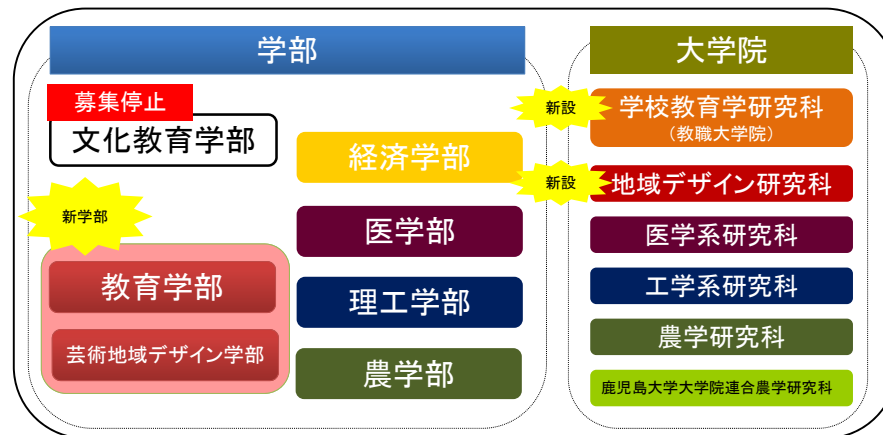 学部
募集停止
文化教育学部
新学部
教育学部
芸術地域デザイン学部
経済学部
医学部
理工学部
農学部
大学院
新設
学校教育学研究科
(教職大学院)
新設
地域デザイン研究科
医学系研究科
工学系研究科
農学研究科
鹿児島大学大学院連合農学研究科